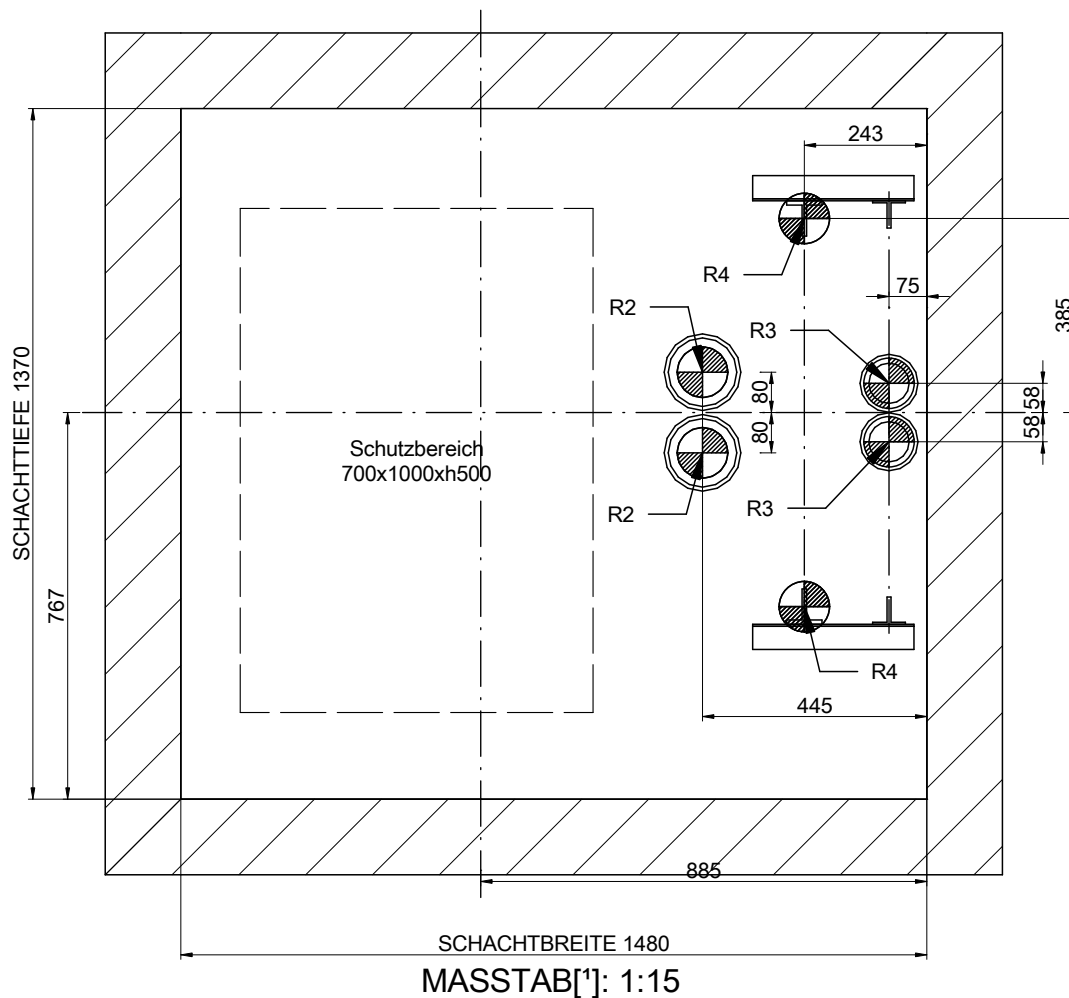 243
R4
75
385
R2
R3
58
80
SCHACHTTIEFE 1370
80
58
Schutzbereich
700x1000xh500
R2
R3
767
R4
445
885
SCHACHTBREITE 1480
MASSTAB[¹]: 1:15